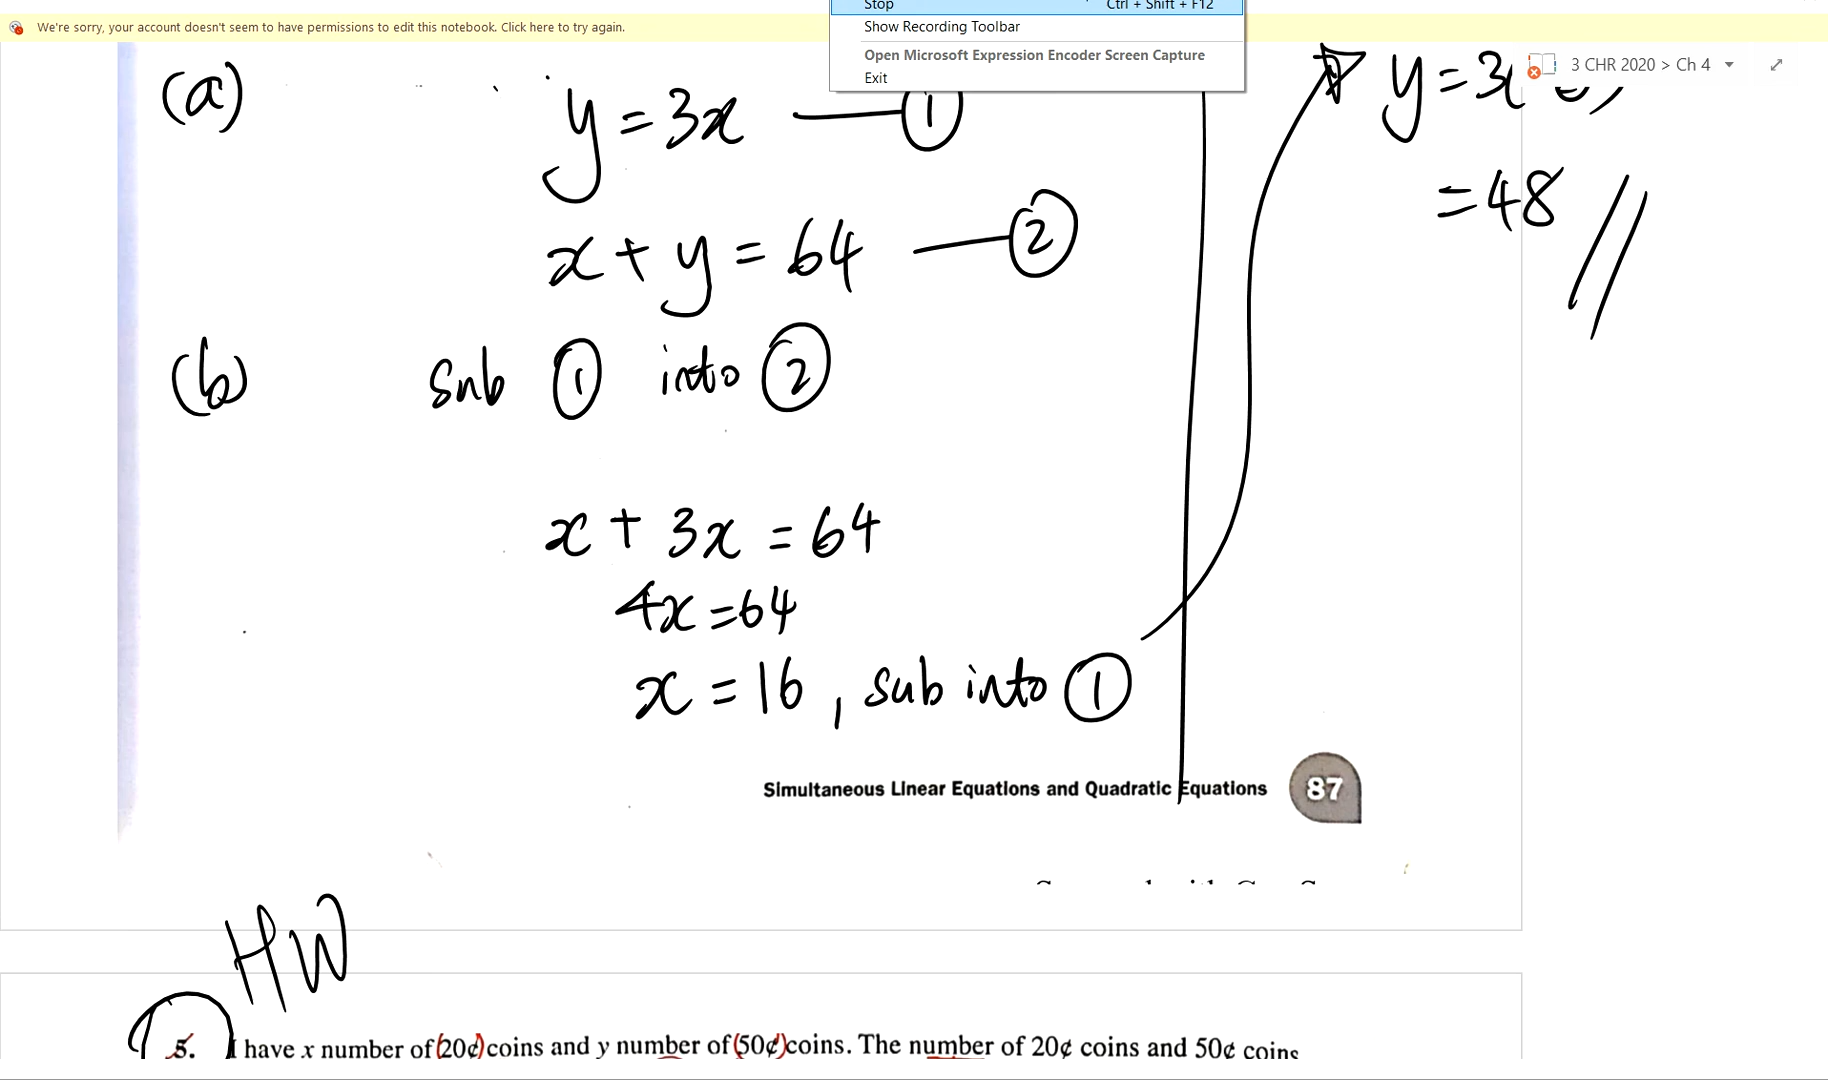 Stop Ctrl + Shift + F12
We're sorry, your account doesn't seem to have permissions to edit this notebook. Click here to try again.
Show Recording Toolbar
Open Microsoft Expression Encoder Screen Capture
Exit
3 CHR 2020 > Ch 4
(a) y = 3x — ①
x + y = 64 — ②
(b) sub ① into ②
x + 3x = 64
4x = 64
x = 16 , sub into ①
y = 3(
= 48 //
Simultaneous Linear Equations and Quadratic Equations 87
HW
5. I have x number of (20¢) coins and y number of (50¢) coins. The number of 20¢ coins and 50¢ coins